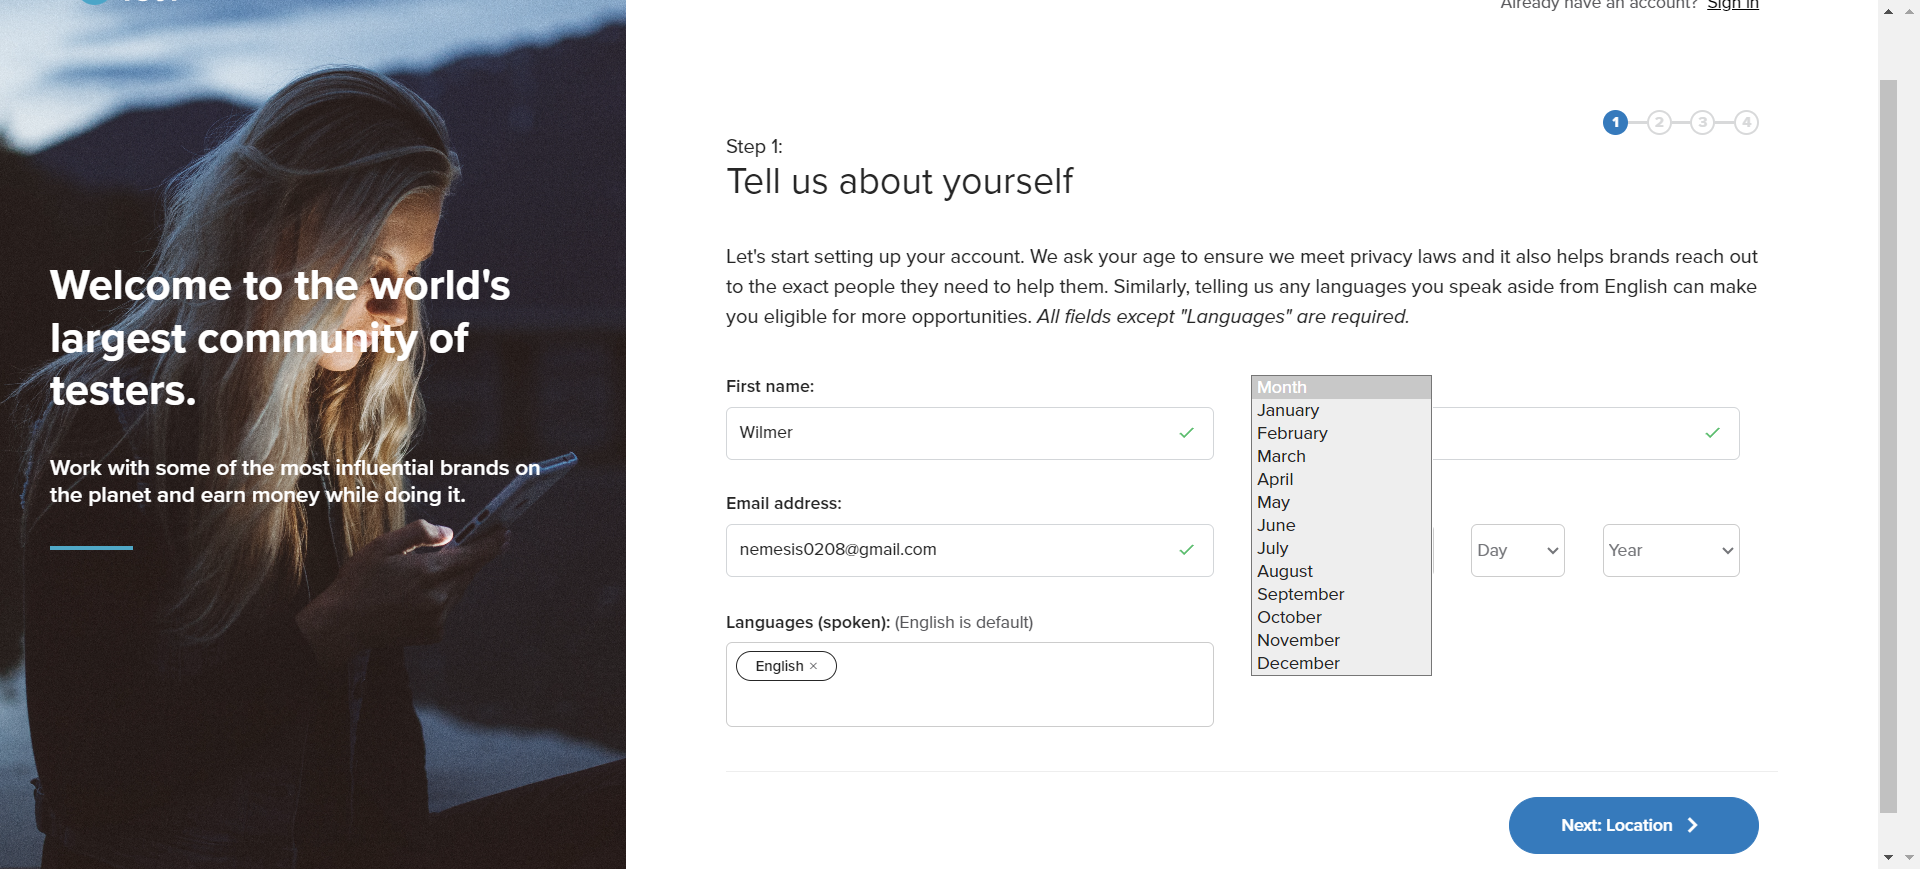 Already have an account? Sign in
1 2 3 4
Welcome to the world's
largest community of
testers.
Work with some of the most influential brands on
the planet and earn money while doing it.
Step 1:
Tell us about yourself
Let's start setting up your account. We ask your age to ensure we meet privacy laws and it also helps brands reach out
to the exact people they need to help them. Similarly, telling us any languages you speak aside from English can make
you eligible for more opportunities. All fields except "Languages" are required.
First name:
Wilmer
Email address:
nemesis0208@gmail.com
Languages (spoken): (English is default)
English ×
Month
January
February
March
April
May
June
July
August
September
October
November
December
Day
Year
Next: Location